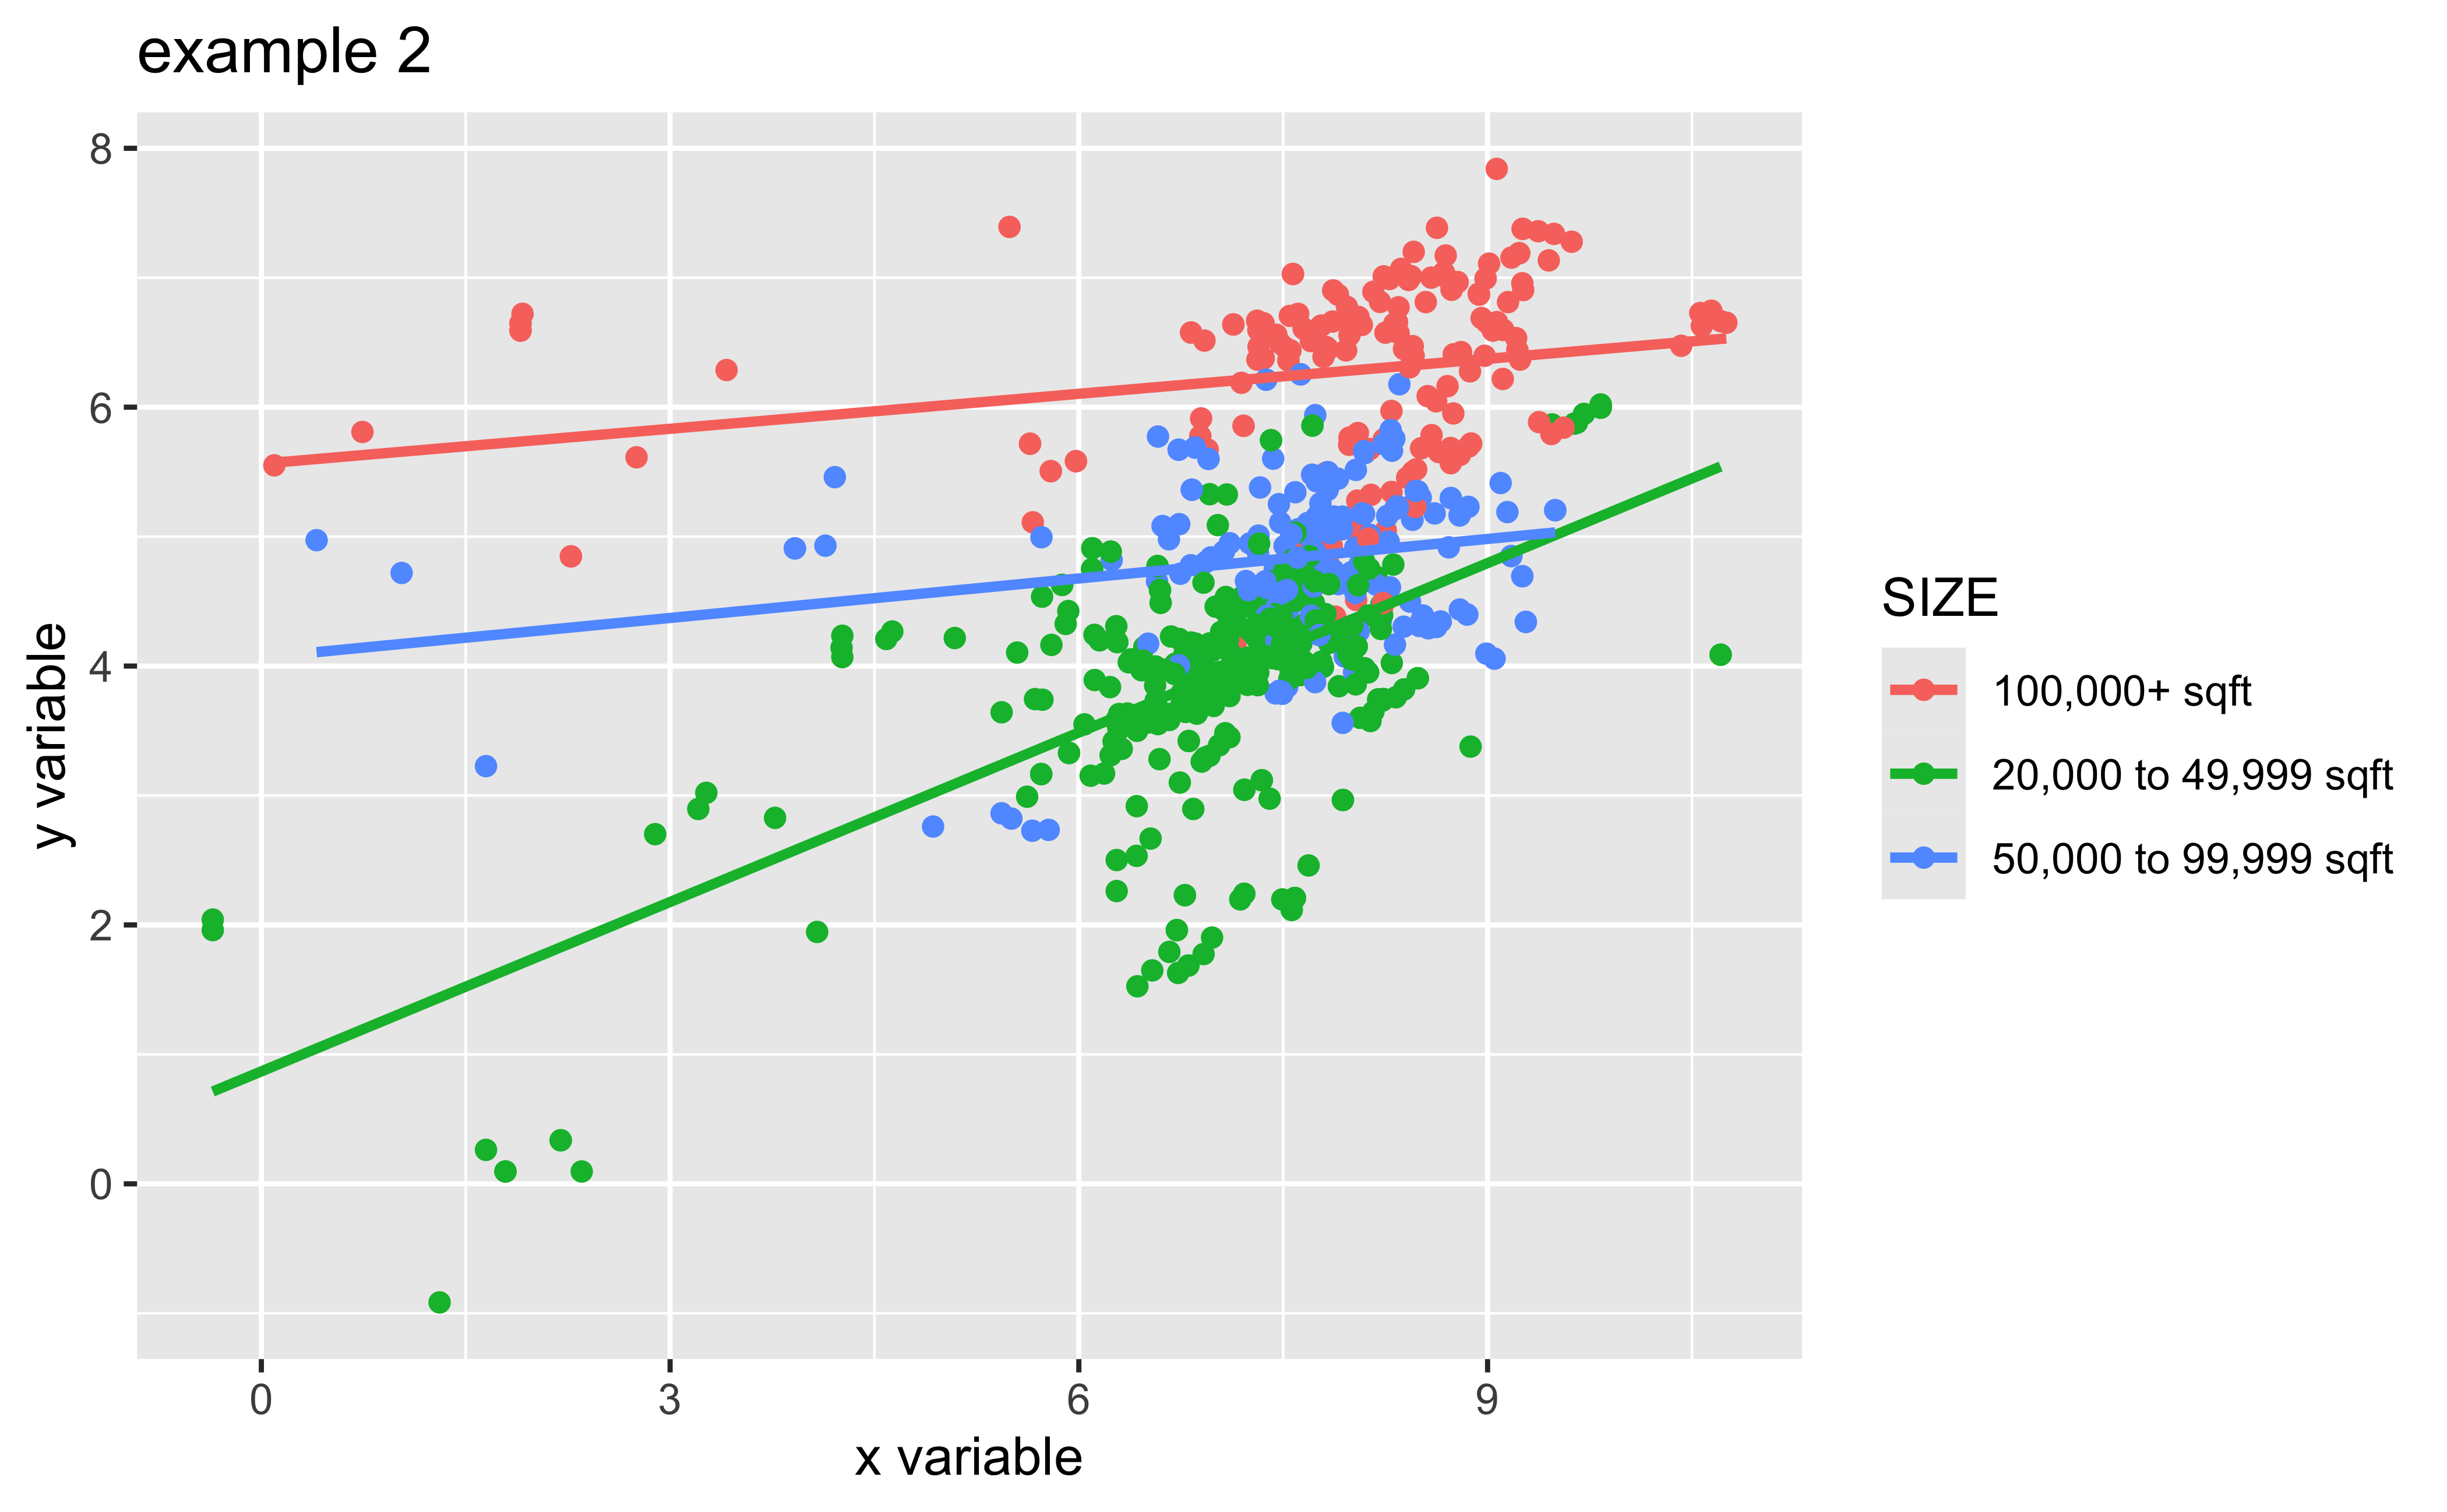 example 2
8
6
4
2
0
y variable
0 3 6 9
x variable
SIZE
100,000+ sqft
20,000 to 49,999 sqft
50,000 to 99,999 sqft